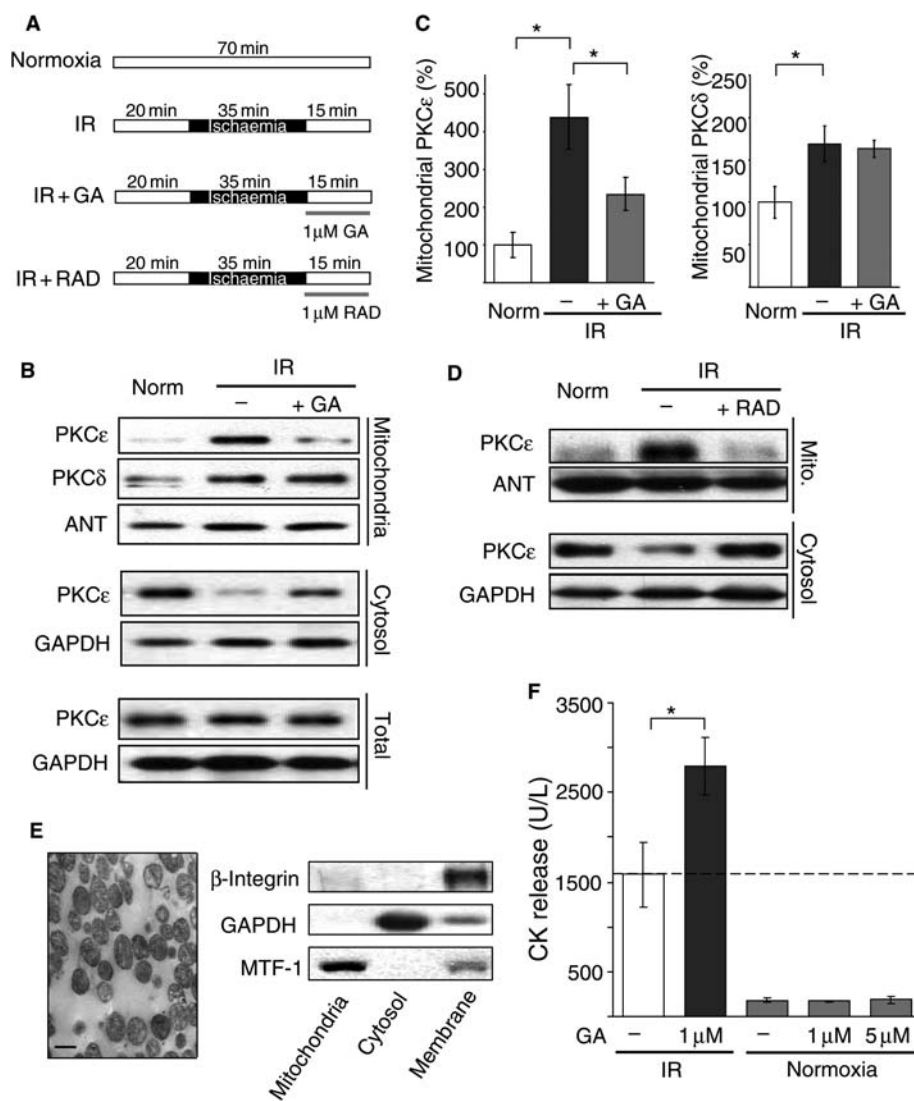 A
Normoxia
70 min
IR
20 min 35 min 15 min
Ischaemia
IR + GA
20 min 35 min 15 min
Ischaemia
1 μM GA
IR + RAD
20 min 35 min 15 min
Ischaemia
1 μM RAD
B
Norm IR
– + GA
PKCε
PKCδ
ANT
Mitochondria
PKCε
GAPDH
Cytosol
PKCε
GAPDH
Total
C
Mitochondrial PKCε (%)
500
400
300
200
100
*
*
Norm – + GA
IR
Mitochondrial PKCδ (%)
250
200
150
100
50
*
Norm – + GA
IR
D
Norm IR
– + RAD
PKCε
ANT
Mito.
PKCε
GAPDH
Cytosol
E
β-Integrin
GAPDH
MTF-1
Mitochondria
Cytosol
Membrane
F
CK release (U/L)
3500
2500
1500
500
*
GA – 1 μM – 1 μM 5 μM
IR Normoxia